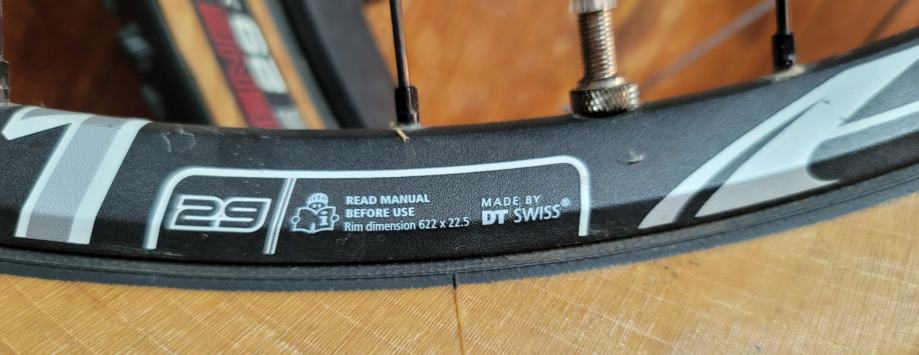 29
READ MANUAL
BEFORE USE
Rim dimension 622 x 22.5
MADE BY
DT SWISS®